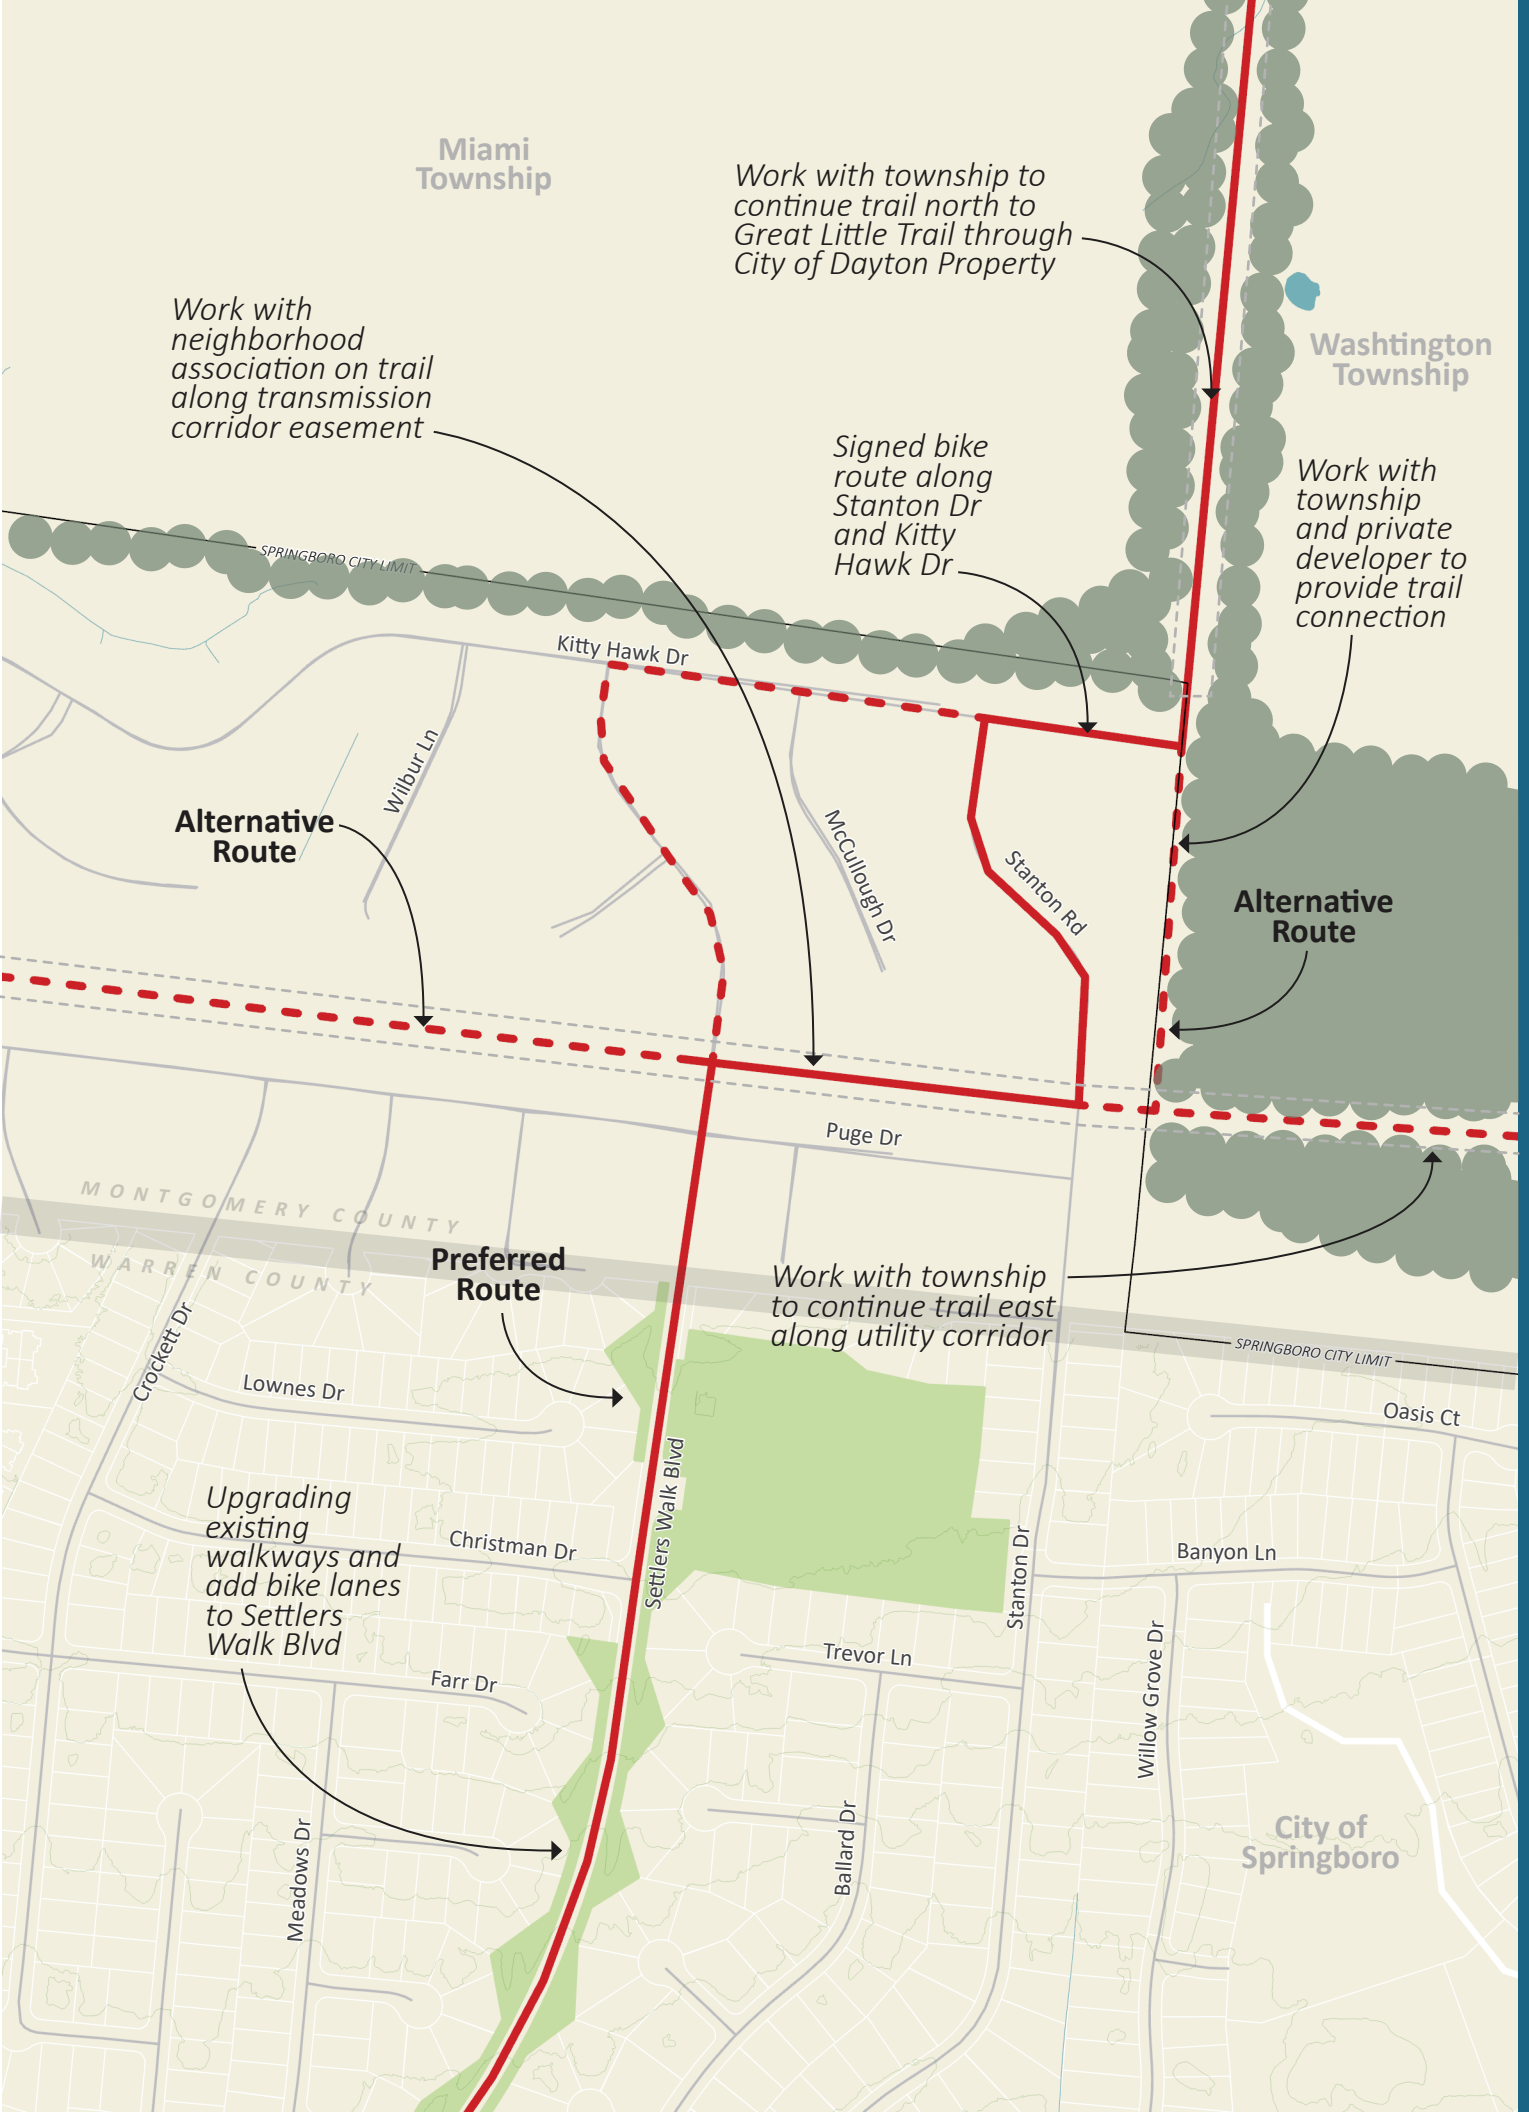 Miami
Township
Work with township to
continue trail north to
Great Little Trail through
City of Dayton Property
Work with
neighborhood
association on trail
along transmission
corridor easement
Washtington
Township
Signed bike
route along
Stanton Dr
and Kitty
Hawk Dr
Work with
township
and private
developer to
provide trail
connection
SPRINGBORO CITY LIMIT
Kitty Hawk Dr
Wilbur Ln
McCullough Dr
Stanton Rd
Alternative
Route
Alternative
Route
Puge Dr
MONTGOMERY COUNTY
WARREN COUNTY
Preferred
Route
Work with township
to continue trail east
along utility corridor
SPRINGBORO CITY LIMIT
Crockett Dr
Lownes Dr
Oasis Ct
Settlers Walk Blvd
Upgrading
existing
walkways and
add bike lanes
to Settlers
Walk Blvd
Christman Dr
Stanton Dr
Banyon Ln
Trevor Ln
Farr Dr
Willow Grove Dr
Meadows Dr
Ballard Dr
City of
Springboro